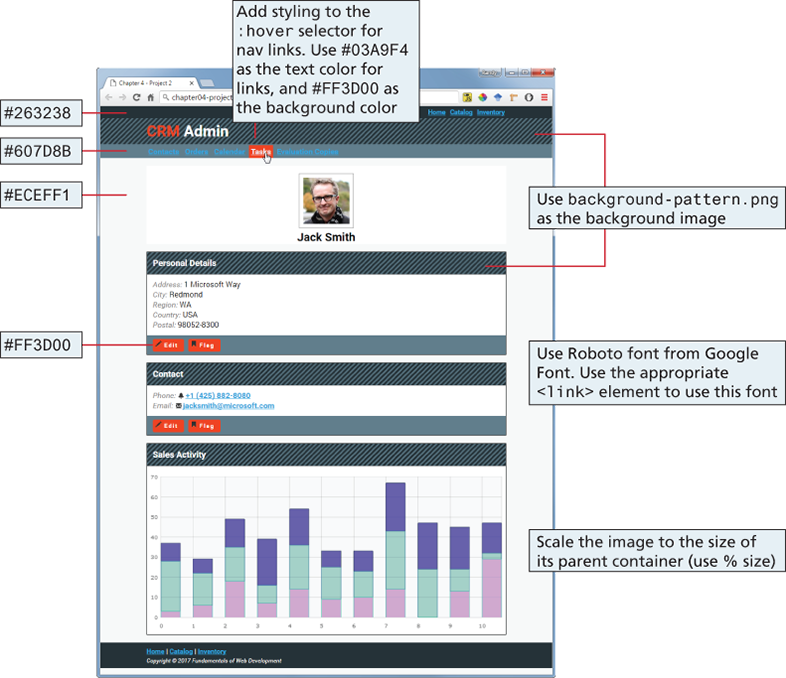 Add styling to the
:hover selector for
nav links. Use #03A9F4
as the text color for
links, and #FF3D00 as
the background color
Chapter 4 - Project 2
chapter04-project
#263238
Home Catalog Inventory
CRM Admin
#607D8B
Contacts Orders Calendar Tasks Evaluation Copies
#ECEFF1
Use background-pattern.png
as the background image
Jack Smith
Personal Details
Address: 1 Microsoft Way
City: Redmond
Region: WA
Country: USA
Postal: 98052-8300
#FF3D00
Edit Flag
Use Roboto font from Google
Font. Use the appropriate
<link> element to use this font
Contact
Phone: +1 (425) 882-8080
Email: jacksmith@microsoft.com
Edit Flag
Sales Activity
70
60
50
40
30
20
10
0
0 1 2 3 4 5 6 7 8 9 10
Scale the image to the size of
its parent container (use % size)
Home | Catalog | Inventory
Copyright © 2017 Fundamentals of Web Development